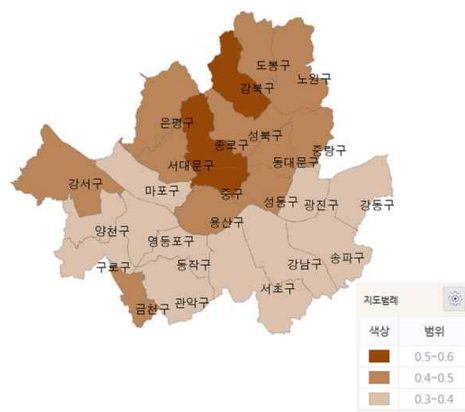 도봉구
노원구
강북구
은평구
성북구
종로구
중랑구
서대문구
동대문구
강서구
마포구
중구
성동구
광진구
강동구
용산구
양천구
영등포구
송파구
구로구
동작구
강남구
서초구
금천구
관악구
지도범례
색상 범위
0.5~0.6
0.4~0.5
0.3~0.4